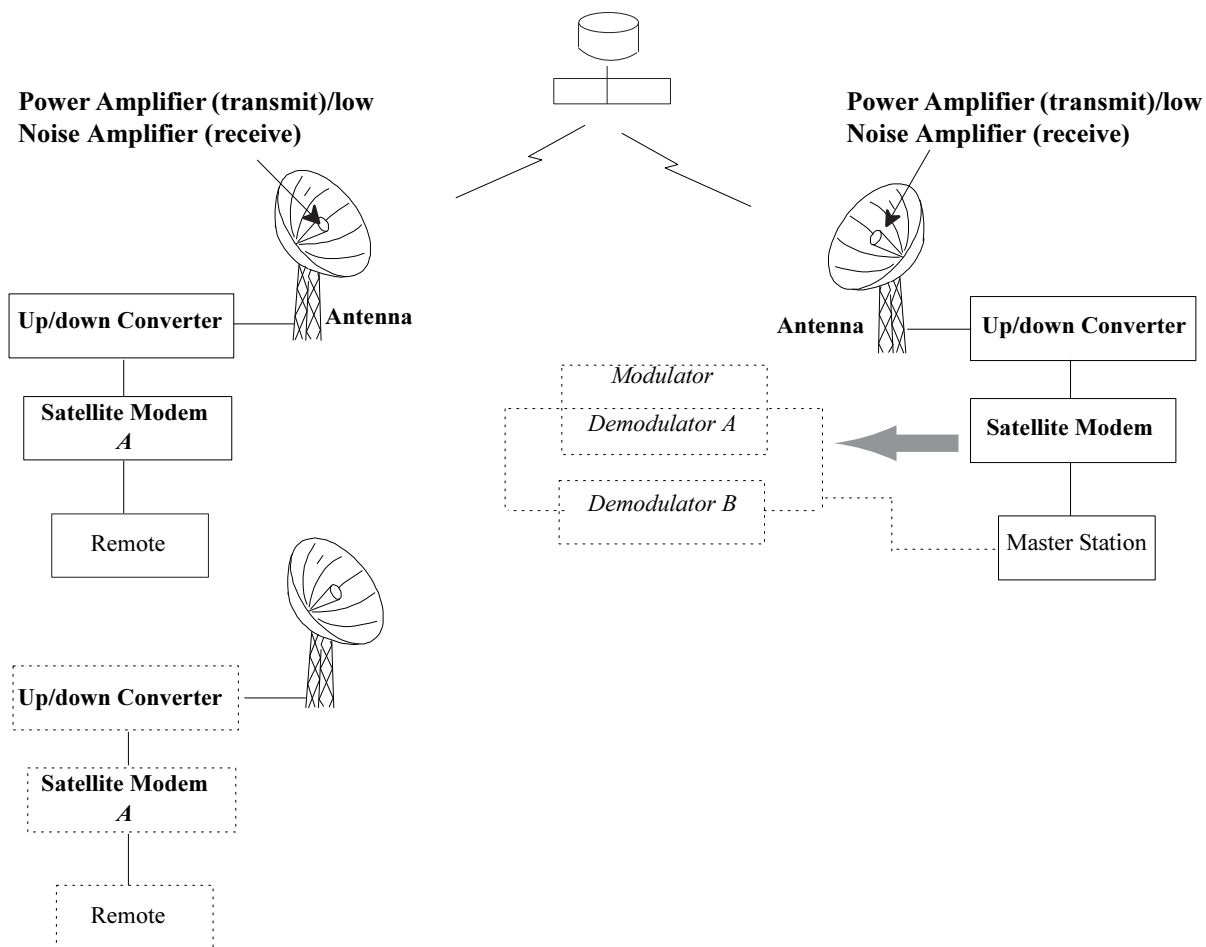 Power Amplifier (transmit)/low
Noise Amplifier (receive)
Power Amplifier (transmit)/low
Noise Amplifier (receive)
Up/down Converter
Antenna
Antenna
Up/down Converter
Satellite Modem
A
Modulator
Demodulator A
Demodulator B
Satellite Modem
Remote
Master Station
Up/down Converter
Satellite Modem
A
Remote